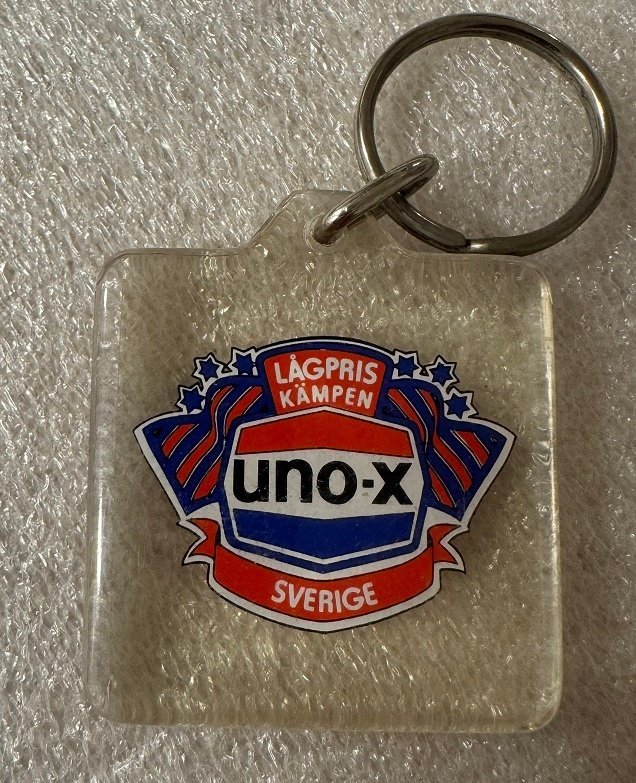 LÅGPRIS
KÄMPEN
uno-x
SVERIGE